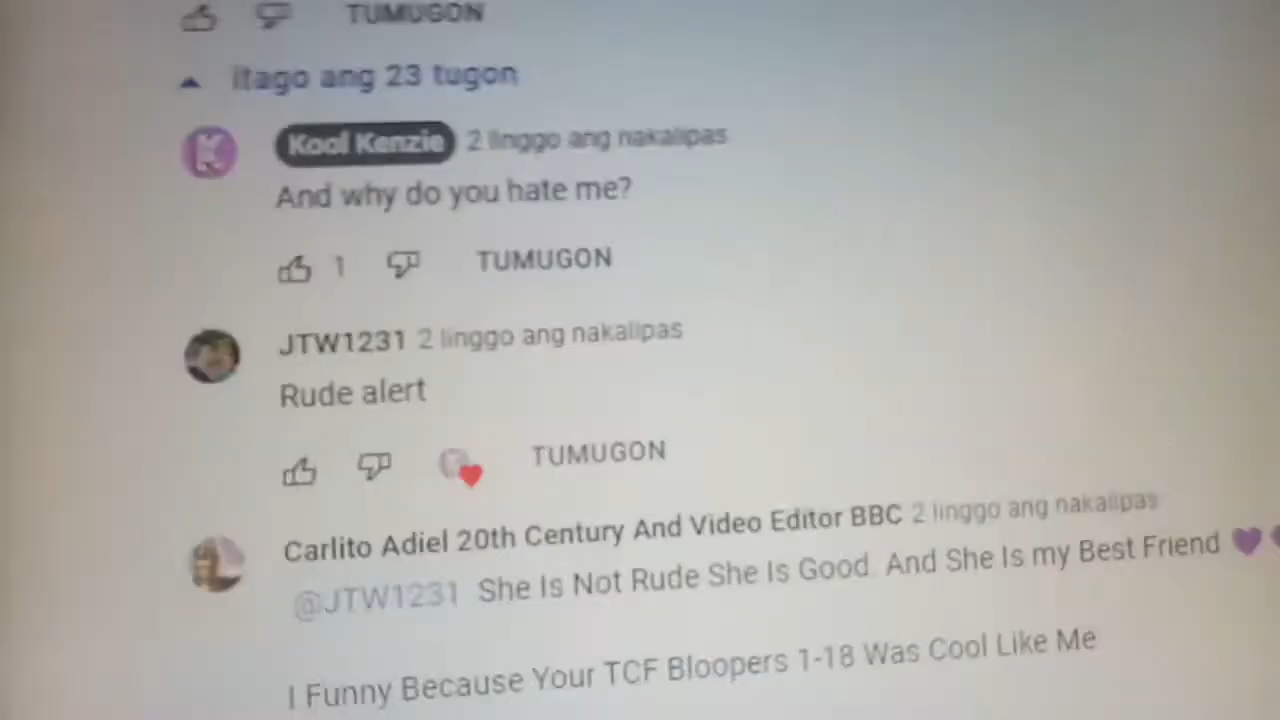 TUMUGON
itago ang 23 tugon
K
Kool Kenzie 2 linggo ang nakalipas
And why do you hate me?
1 TUMUGON
JTW1231 2 linggo ang nakalipas
Rude alert
TUMUGON
Carlito Adiel 20th Century And Video Editor BBC 2 linggo ang nakalipas
@JTW1231 She Is Not Rude She Is Good. And She Is my Best Friend 💜
I Funny Because Your TCF Bloopers 1-18 Was Cool Like Me